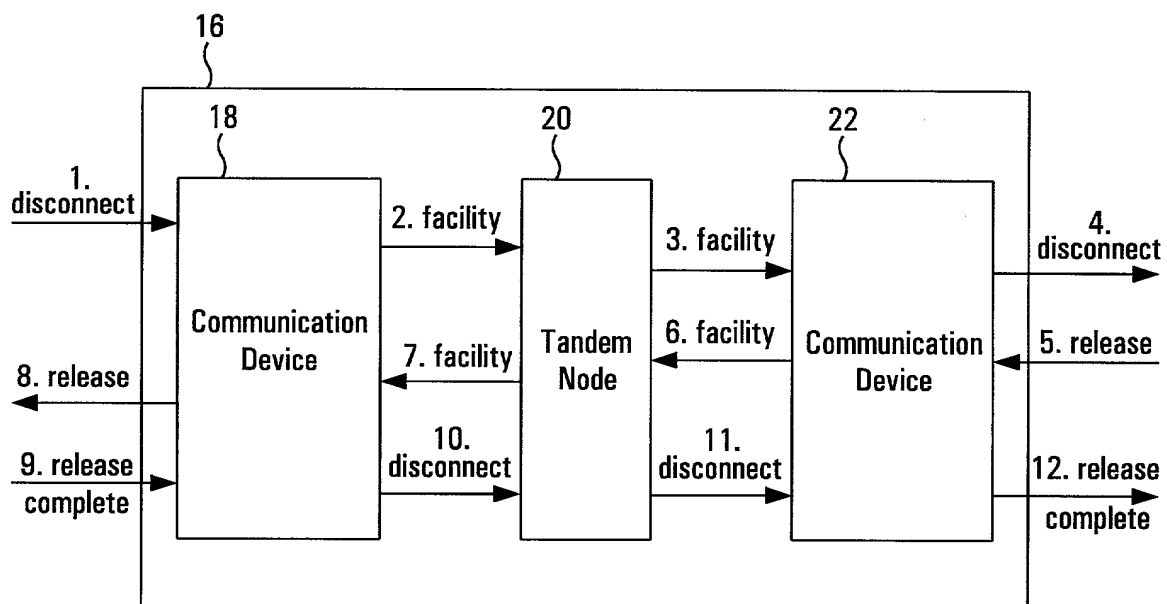 16
18
20
22
1.
disconnect
2. facility
3. facility
4.
disconnect
Communication
Device
Tandem
Node
Communication
Device
6. facility
5. release
7. facility
8. release
10.
disconnect
11.
disconnect
9. release
complete
12. release
complete